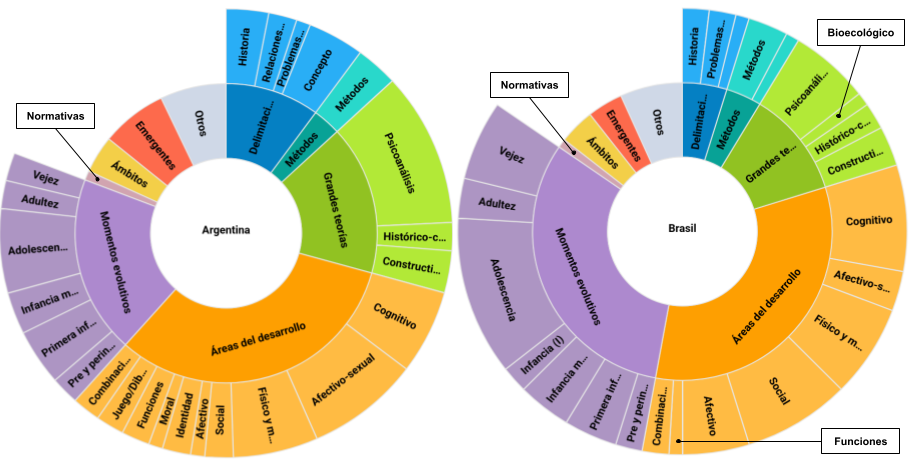 Argentina
Delimitaci...
Historia
Relaciones...
Problemas...
Concepto
Métodos
Métodos
Grandes teorías
Psicoanálisis
Histórico-c...
Constructi...
Áreas del desarrollo
Cognitivo
Afectivo-sexual
Físico y m...
Social
Afectivo
Identidad
Moral
Funciones
Juego/Dib...
Combinaci...
Momentos evolutivos
Pre y perin...
Primera inf...
Infancia m...
Adolescen...
Adultez
Vejez
Normativas
Ámbitos
Emergentes
Otros
Brasil
Delimitaci...
Historia
Problemas...
Métodos
Métodos
Grandes te...
Psicoanáli...
Bioecológico
Histórico-c...
Constructi...
Áreas del desarrollo
Cognitivo
Afectivo-s...
Físico y m...
Social
Afectivo
Funciones
Combinaci...
Momentos evolutivos
Pre y perin...
Primera inf...
Infancia m...
Infancia (I)
Adolescencia
Adultez
Vejez
Normativas
Ámbitos
Emergentes
Otros